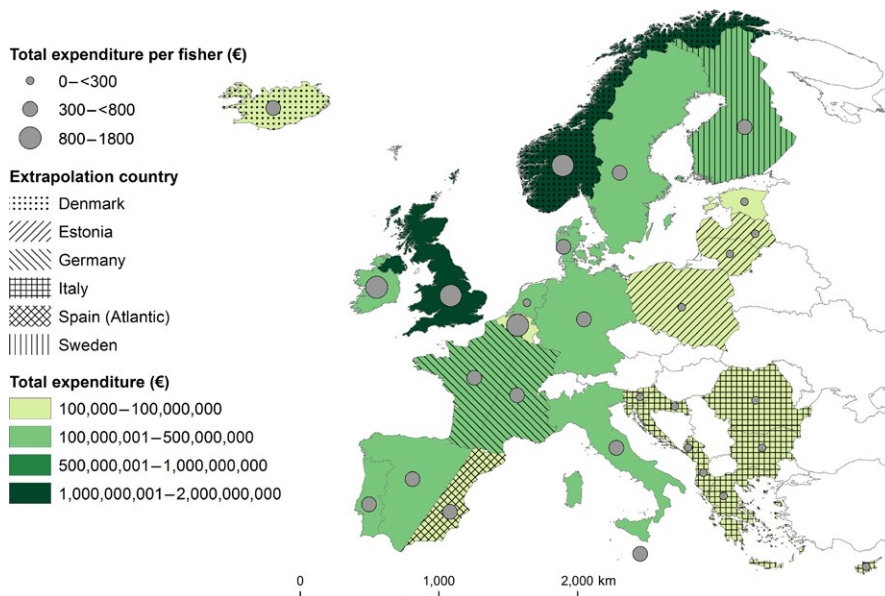 Total expenditure per fisher (€)
0–<300
300–<800
800–1800
Extrapolation country
Denmark
Estonia
Germany
Italy
Spain (Atlantic)
Sweden
Total expenditure (€)
100,000–100,000,000
100,000,001–500,000,000
500,000,001–1,000,000,000
1,000,000,001–2,000,000,000
0 1,000 2,000 km